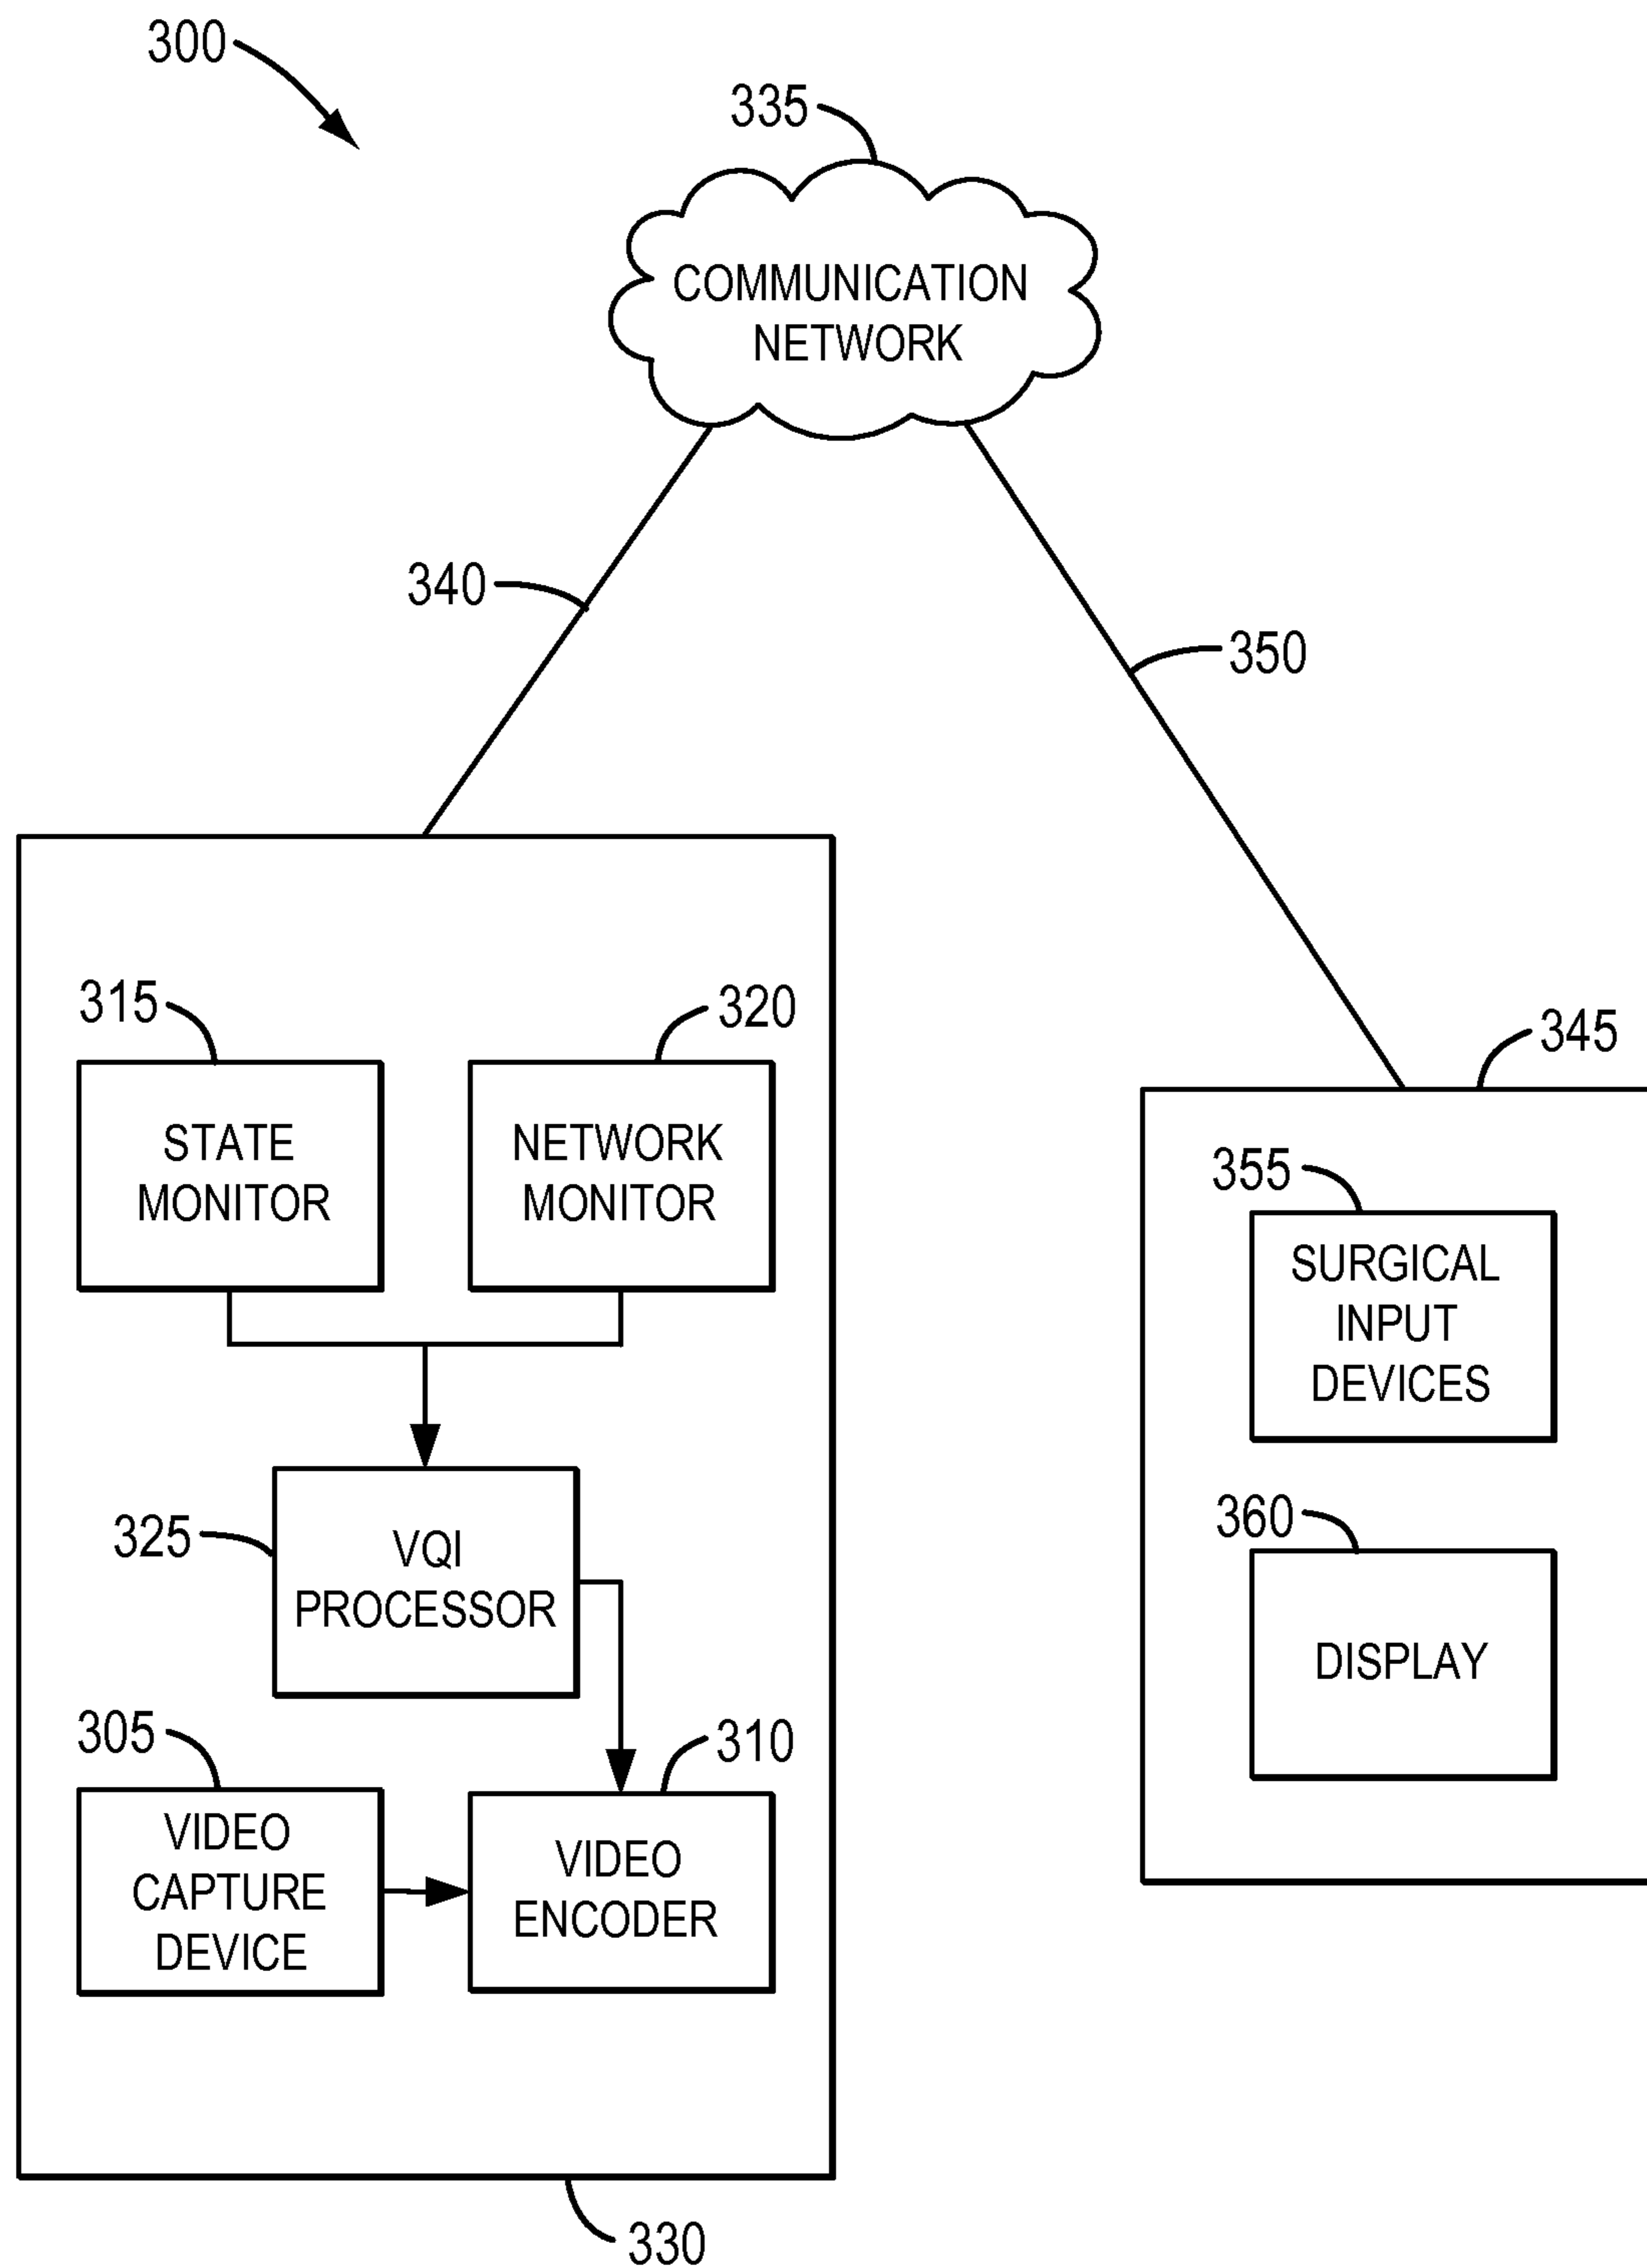 300
335
COMMUNICATION
NETWORK
340
350
315
320
STATE
MONITOR
NETWORK
MONITOR
325
VQI
PROCESSOR
305
310
VIDEO
CAPTURE
DEVICE
VIDEO
ENCODER
330
345
355
SURGICAL
INPUT
DEVICES
360
DISPLAY